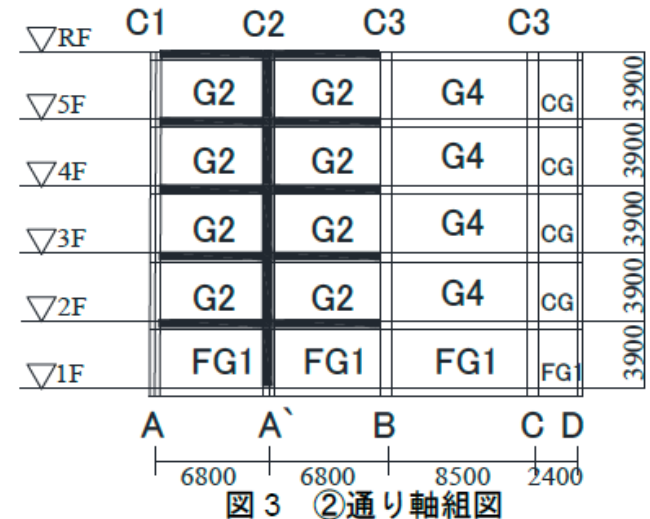 C1 C2 C3 C3
▽RF
G2 G2 G4 3900
▽5F CG
G2 G2 G4 3900
▽4F CG
G2 G2 G4 3900
▽3F CG
G2 G2 G4 3900
▽2F CG
FG1 FG1 FG1 FG1 3900
▽1F
A A` B C D
6800 6800 8500 2400
図3 ②通り軸組図